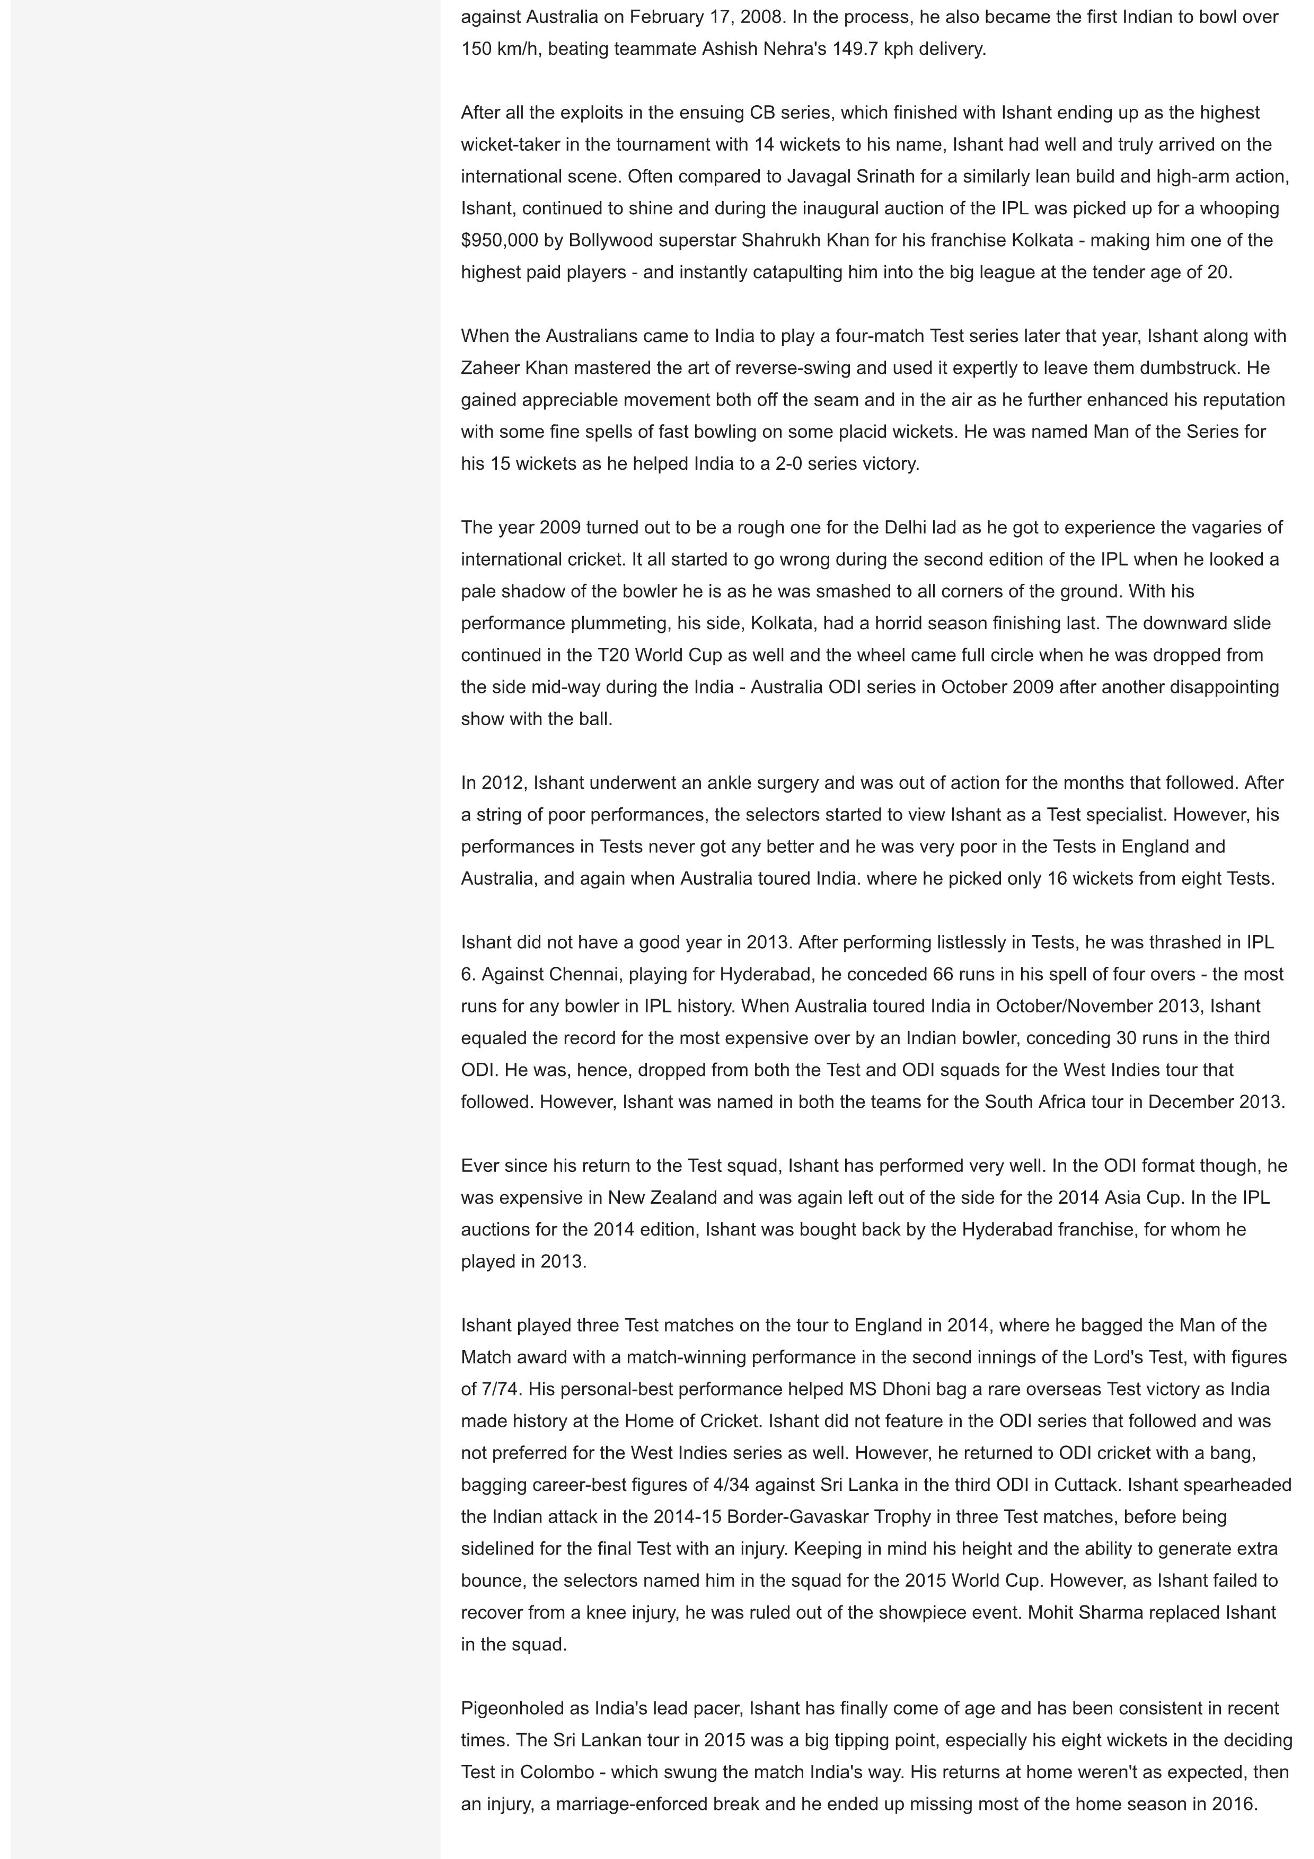 against Australia on February 17, 2008. In the process, he also became the first Indian to bowl over
150 km/h, beating teammate Ashish Nehra's 149.7 kph delivery.
After all the exploits in the ensuing CB series, which finished with Ishant ending up as the highest
wicket-taker in the tournament with 14 wickets to his name, Ishant had well and truly arrived on the
international scene. Often compared to Javagal Srinath for a similarly lean build and high-arm action,
Ishant, continued to shine and during the inaugural auction of the IPL was picked up for a whooping
$950,000 by Bollywood superstar Shahrukh Khan for his franchise Kolkata - making him one of the
highest paid players - and instantly catapulting him into the big league at the tender age of 20.
When the Australians came to India to play a four-match Test series later that year, Ishant along with
Zaheer Khan mastered the art of reverse-swing and used it expertly to leave them dumbstruck. He
gained appreciable movement both off the seam and in the air as he further enhanced his reputation
with some fine spells of fast bowling on some placid wickets. He was named Man of the Series for
his 15 wickets as he helped India to a 2-0 series victory.
The year 2009 turned out to be a rough one for the Delhi lad as he got to experience the vagaries of
international cricket. It all started to go wrong during the second edition of the IPL when he looked a
pale shadow of the bowler he is as he was smashed to all corners of the ground. With his
performance plummeting, his side, Kolkata, had a horrid season finishing last. The downward slide
continued in the T20 World Cup as well and the wheel came full circle when he was dropped from
the side mid-way during the India - Australia ODI series in October 2009 after another disappointing
show with the ball.
In 2012, Ishant underwent an ankle surgery and was out of action for the months that followed. After
a string of poor performances, the selectors started to view Ishant as a Test specialist. However, his
performances in Tests never got any better and he was very poor in the Tests in England and
Australia, and again when Australia toured India. where he picked only 16 wickets from eight Tests.
Ishant did not have a good year in 2013. After performing listlessly in Tests, he was thrashed in IPL
6. Against Chennai, playing for Hyderabad, he conceded 66 runs in his spell of four overs - the most
runs for any bowler in IPL history. When Australia toured India in October/November 2013, Ishant
equaled the record for the most expensive over by an Indian bowler, conceding 30 runs in the third
ODI. He was, hence, dropped from both the Test and ODI squads for the West Indies tour that
followed. However, Ishant was named in both the teams for the South Africa tour in December 2013.
Ever since his return to the Test squad, Ishant has performed very well. In the ODI format though, he
was expensive in New Zealand and was again left out of the side for the 2014 Asia Cup. In the IPL
auctions for the 2014 edition, Ishant was bought back by the Hyderabad franchise, for whom he
played in 2013.
Ishant played three Test matches on the tour to England in 2014, where he bagged the Man of the
Match award with a match-winning performance in the second innings of the Lord's Test, with figures
of 7/74. His personal-best performance helped MS Dhoni bag a rare overseas Test victory as India
made history at the Home of Cricket. Ishant did not feature in the ODI series that followed and was
not preferred for the West Indies series as well. However, he returned to ODI cricket with a bang,
bagging career-best figures of 4/34 against Sri Lanka in the third ODI in Cuttack. Ishant spearheaded
the Indian attack in the 2014-15 Border-Gavaskar Trophy in three Test matches, before being
sidelined for the final Test with an injury. Keeping in mind his height and the ability to generate extra
bounce, the selectors named him in the squad for the 2015 World Cup. However, as Ishant failed to
recover from a knee injury, he was ruled out of the showpiece event. Mohit Sharma replaced Ishant
in the squad.
Pigeonholed as India's lead pacer, Ishant has finally come of age and has been consistent in recent
times. The Sri Lankan tour in 2015 was a big tipping point, especially his eight wickets in the deciding
Test in Colombo - which swung the match India's way. His returns at home weren't as expected, then
an injury, a marriage-enforced break and he ended up missing most of the home season in 2016.